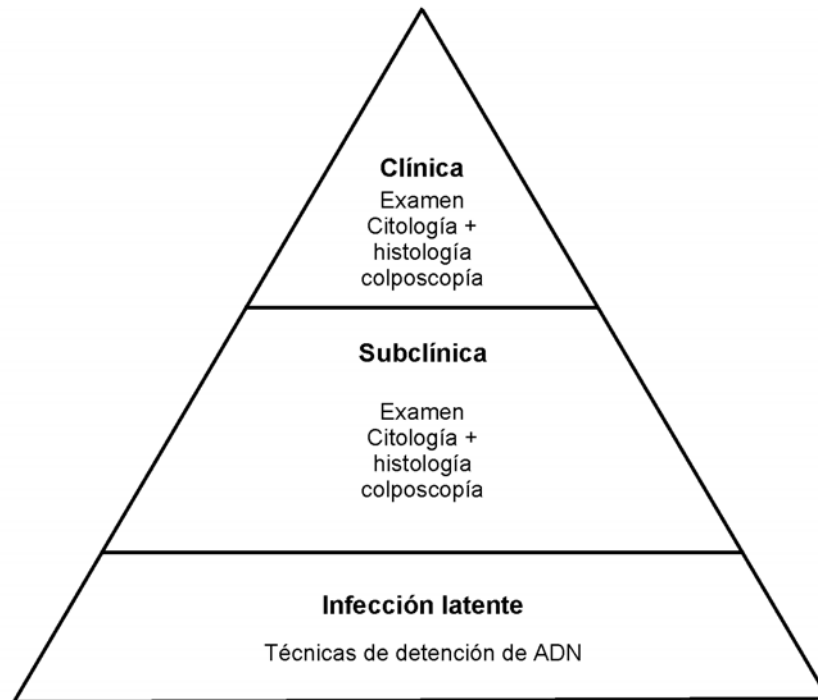 Clínica
Examen
Citología +
histología
colposcopía
Subclínica
Examen
Citología +
histología
colposcopía
Infección latente
Técnicas de detención de ADN